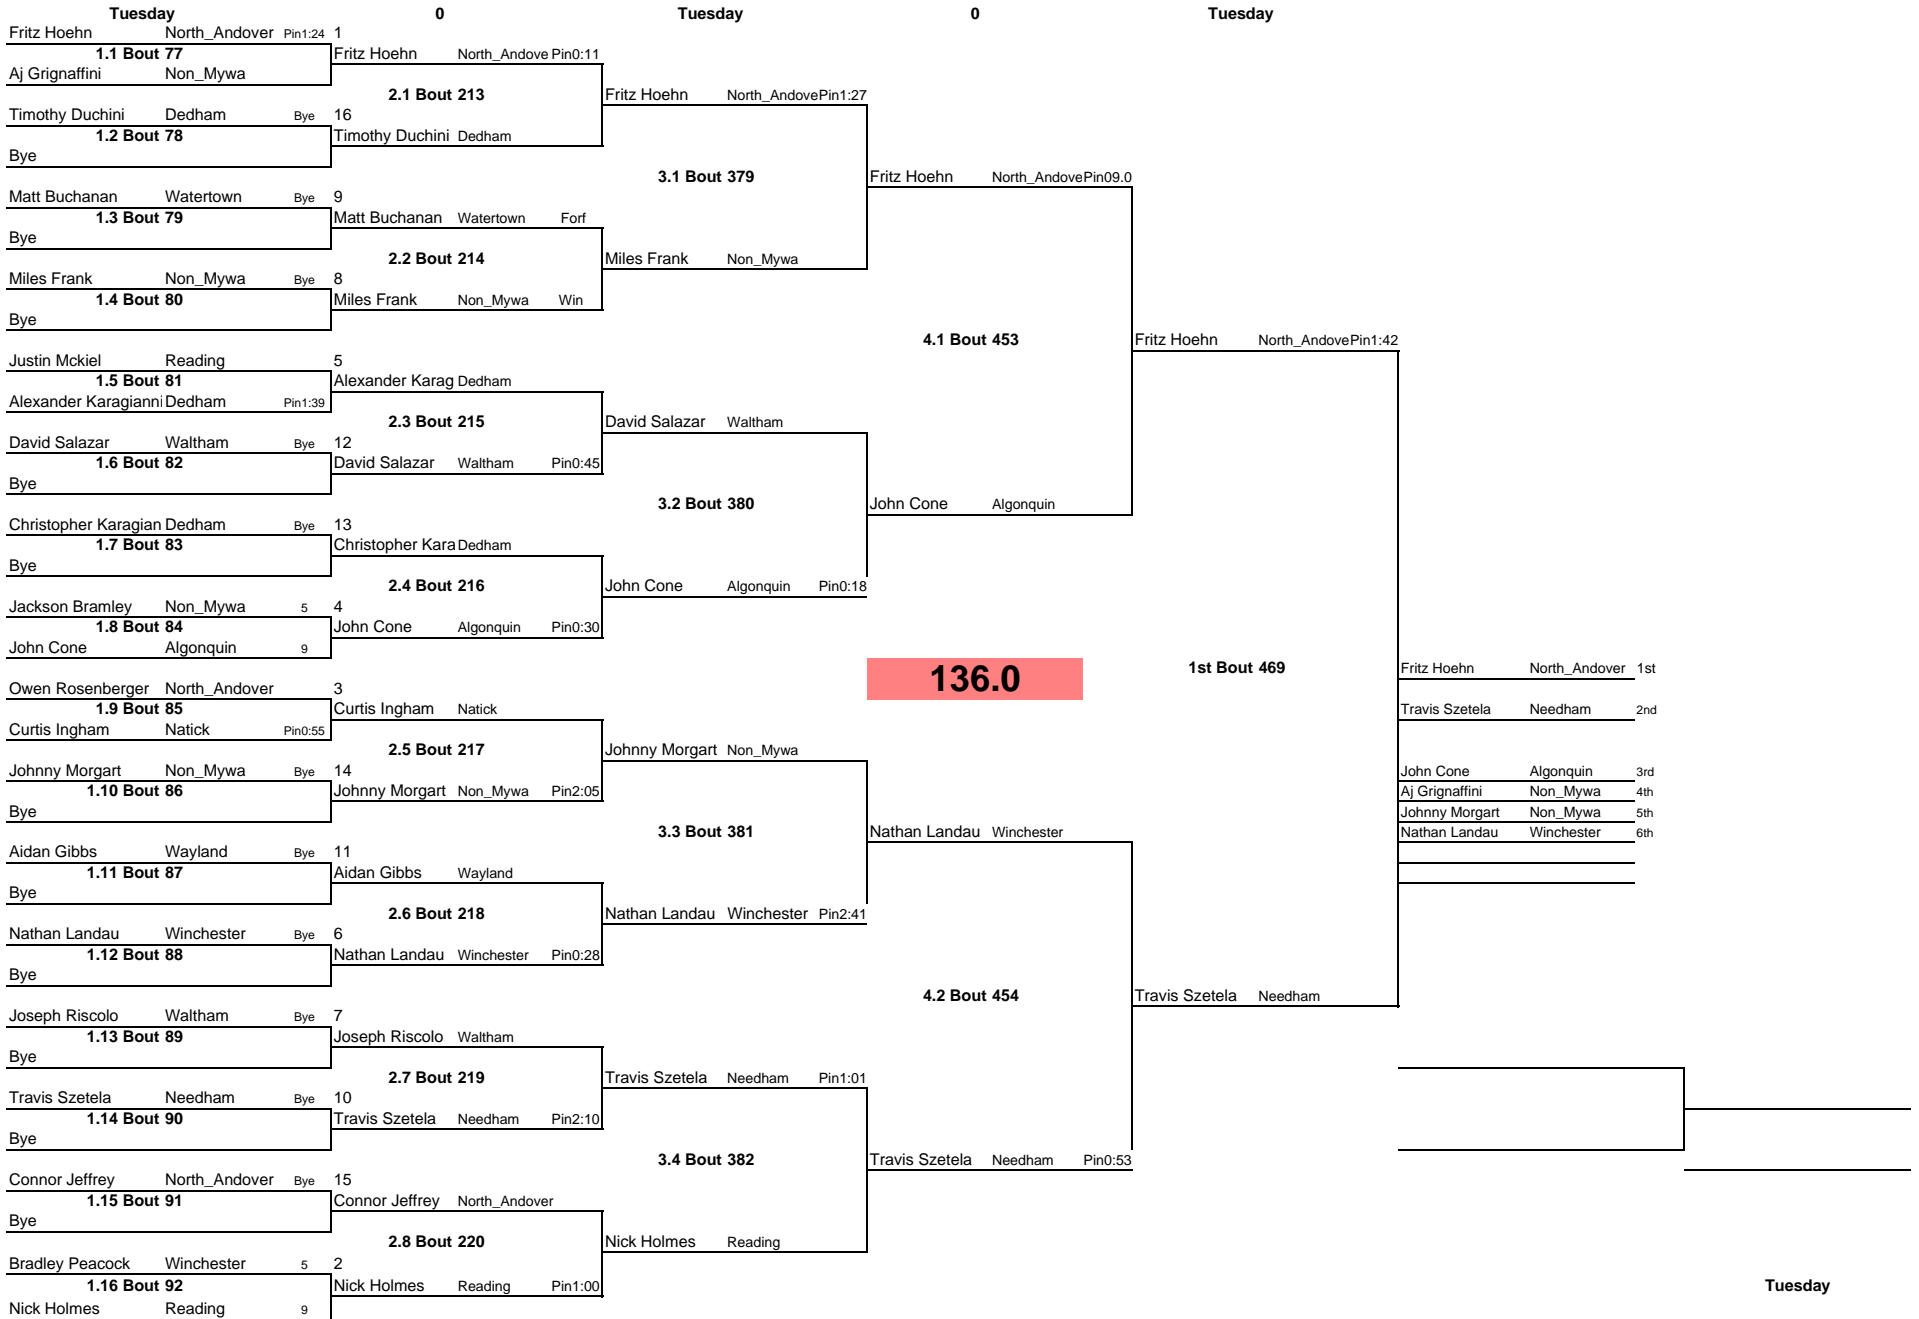 Tuesday 0 Tuesday 0 Tuesday
Fritz Hoehn North_Andover Pin1:24 1
1.1 Bout 77 Fritz Hoehn North_Andove Pin0:11
Aj Grignaffini Non_Mywa
2.1 Bout 213 Fritz Hoehn North_AndovePin1:27
Timothy Duchini Dedham Bye 16
1.2 Bout 78 Timothy Duchini Dedham
Bye
3.1 Bout 379 Fritz Hoehn North_AndovePin09.0
Matt Buchanan Watertown Bye 9
1.3 Bout 79 Matt Buchanan Watertown Forf
Bye
2.2 Bout 214 Miles Frank Non_Mywa
Miles Frank Non_Mywa Bye 8
1.4 Bout 80 Miles Frank Non_Mywa Win
Bye
4.1 Bout 453 Fritz Hoehn North_AndovePin1:42
Justin Mckiel Reading 5
1.5 Bout 81 Alexander Karag Dedham
Alexander Karagianni Dedham Pin1:39
2.3 Bout 215 David Salazar Waltham
David Salazar Waltham Bye 12
1.6 Bout 82 David Salazar Waltham Pin0:45
Bye
3.2 Bout 380 John Cone Algonquin
Christopher Karagian Dedham Bye 13
1.7 Bout 83 Christopher Kara Dedham
Bye
2.4 Bout 216 John Cone Algonquin Pin0:18
Jackson Bramley Non_Mywa 5 4
1.8 Bout 84 John Cone Algonquin Pin0:30
John Cone Algonquin 9
136.0 1st Bout 469 Fritz Hoehn North_Andover 1st
Owen Rosenberger North_Andover 3
1.9 Bout 85 Curtis Ingham Natick Travis Szetela Needham 2nd
Curtis Ingham Natick Pin0:55
2.5 Bout 217 Johnny Morgart Non_Mywa
Johnny Morgart Non_Mywa Bye 14 John Cone Algonquin 3rd
1.10 Bout 86 Johnny Morgart Non_Mywa Pin2:05 Aj Grignaffini Non_Mywa 4th
Bye Johnny Morgart Non_Mywa 5th
3.3 Bout 381 Nathan Landau Winchester Nathan Landau Winchester 6th
Aidan Gibbs Wayland Bye 11
1.11 Bout 87 Aidan Gibbs Wayland
Bye
2.6 Bout 218 Nathan Landau Winchester Pin2:41
Nathan Landau Winchester Bye 6
1.12 Bout 88 Nathan Landau Winchester Pin0:28
Bye
4.2 Bout 454 Travis Szetela Needham
Joseph Riscolo Waltham Bye 7
1.13 Bout 89 Joseph Riscolo Waltham
Bye
2.7 Bout 219 Travis Szetela Needham Pin1:01
Travis Szetela Needham Bye 10
1.14 Bout 90 Travis Szetela Needham Pin2:10
Bye
3.4 Bout 382 Travis Szetela Needham Pin0:53
Connor Jeffrey North_Andover Bye 15
1.15 Bout 91 Connor Jeffrey North_Andover
Bye
2.8 Bout 220 Nick Holmes Reading
Bradley Peacock Winchester 5 2
1.16 Bout 92 Nick Holmes Reading Pin1:00 Tuesday
Nick Holmes Reading 9